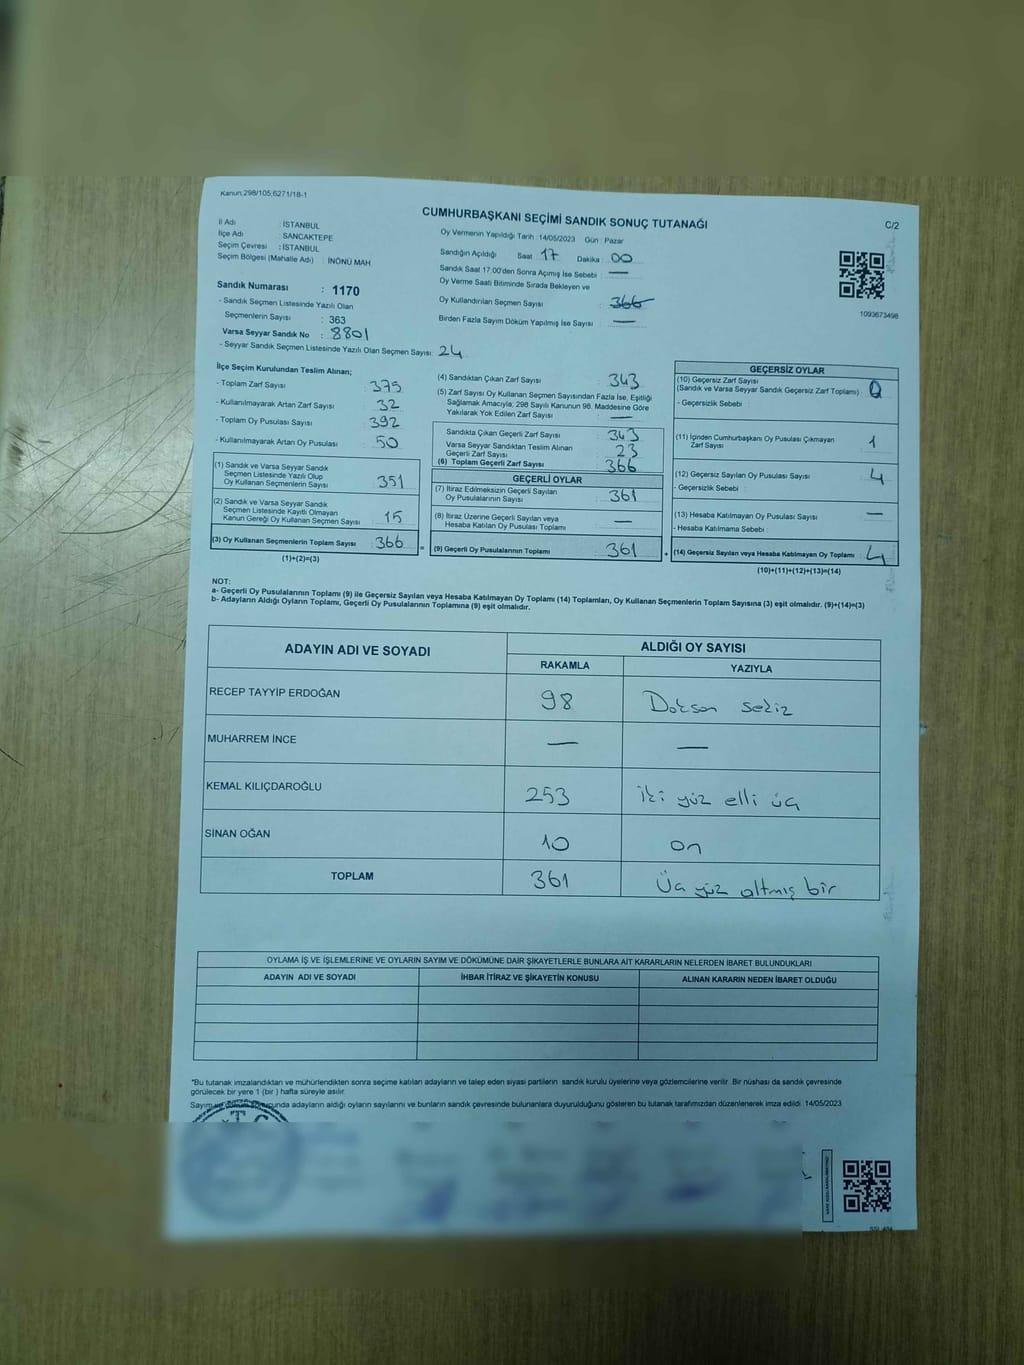 Kanun;298/105;6271/18-1
CUMHURBAŞKANI SEÇİMİ SANDIK SONUÇ TUTANAĞI
C/2
İl Adı : İSTANBUL
İlçe Adı : SANCAKTEPE
Seçim Çevresi : İSTANBUL
Seçim Bölgesi (Mahalle Adı) : İNÖNÜ MAH
Sandık Numarası : 1170
- Sandık Seçmen Listesinde Yazılı Olan
Seçmenlerin Sayısı : 363
Varsa Seyyar Sandık No : 8801
- Seyyar Sandık Seçmen Listesinde Yazılı Olan Seçmen Sayısı: 24
Oy Vermenin Yapıldığı Tarih : 14/05/2023 Gün : Pazar
Sandığın Açıldığı Saat 17 Dakika : 00
Sandık Saat 17:00'den Sonra Açmış İse Sebebi : —
Oy Verme Saati Bitiminde Sırada Bekleyen ve
Oy Kullandırılan Seçmen Sayısı : 366
Birden Fazla Sayım Döküm Yapılmış İse Sayısı : —
1093673498
İlçe Seçim Kurulundan Teslim Alınan;
- Toplam Zarf Sayısı : 375
- Kullanılmayarak Artan Zarf Sayısı : 32
- Toplam Oy Pusulası Sayısı : 392
- Kullanılmayarak Artan Oy Pusulası : 50
(1) Sandık ve Varsa Seyyar Sandık
Seçmen Listesinde Yazılı Olup
Oy Kullanan Seçmenlerin Sayısı : 351
(2) Sandık ve Varsa Seyyar Sandık
Seçmen Listesinde Kayıtlı Olmayan
Kanun Gereği Oy Kullanan Seçmen Sayısı : 15
(3) Oy Kullanan Seçmenlerin Toplam Sayısı : 366
(1)+(2)=(3)
(4) Sandıktan Çıkan Zarf Sayısı : 343
(5) Zarf Sayısı Oy Kullanan Seçmen Sayısından Fazla İse, Eşitliği
Sağlamak Amacıyla; 298 Sayılı Kanunun 98. Maddesine Göre
Yakılarak Yok Edilen Zarf Sayısı : —
Sandıkta Çıkan Geçerli Zarf Sayısı : 343
Varsa Seyyar Sandıktan Teslim Alınan
Geçerli Zarf Sayısı : 23
(6) Toplam Geçerli Zarf Sayısı : 366
=
GEÇERLİ OYLAR
(7) İtiraz Edilmeksizin Geçerli Sayılan
Oy Pusulalarının Sayısı : 361
(8) İtiraz Üzerine Geçerli Sayılan veya
Hesaba Katılan Oy Pusulası Toplamı : —
(9) Geçerli Oy Pusulalarının Toplamı : 361
+
GEÇERSİZ OYLAR
(10) Geçersiz Zarf Sayısı
(Sandık ve Varsa Seyyar Sandık Geçersiz Zarf Toplamı) : 0
- Geçersizlik Sebebi :
(11) İçinden Cumhurbaşkanı Oy Pusulası Çıkmayan
Zarf Sayısı : 1
(12) Geçersiz Sayılan Oy Pusulası Sayısı : 4
- Geçersizlik Sebebi :
(13) Hesaba Katılmayan Oy Pusulası Sayısı : —
- Hesaba Katılmama Sebebi :
(14) Geçersiz Sayılan veya Hesaba Katılmayan Oy Toplamı : 4
(10)+(11)+(12)+(13)=(14)
NOT:
a- Geçerli Oy Pusulalarının Toplamı (9) ile Geçersiz Sayılan veya Hesaba Katılmayan Oy Toplamı (14) Toplamları, Oy Kullanan Seçmenlerin Toplam Sayısına (3) eşit olmalıdır. (9)+(14)=(3)
b- Adayların Aldığı Oyların Toplamı, Geçerli Oy Pusulalarının Toplamına (9) eşit olmalıdır.
ADAYIN ADI VE SOYADI
ALDIĞI OY SAYISI
RAKAMLA YAZIYLA
RECEP TAYYİP ERDOĞAN 98 Doksan sekiz
MUHARREM İNCE — —
KEMAL KILIÇDAROĞLU 253 iki yüz elli üç
SİNAN OĞAN 10 on
TOPLAM 361 Üç yüz altmış bir
OYLAMA İŞ VE İŞLEMLERİNE VE OYLARIN SAYIM VE DÖKÜMÜNE DAİR ŞİKAYETLERLE BUNLARA AİT KARARLARIN NELERDEN İBARET BULUNDUKLARI
ADAYIN ADI VE SOYADI İHBAR İTİRAZ VE ŞİKAYETİN KONUSU ALINAN KARARIN NEDEN İBARET OLDUĞU
*Bu tutanak imzalandıktan ve mühürlendikten sonra seçime katılan adayların ve talep eden siyasi partilerin sandık kurulu üyelerine veya gözlemcilerine verilir. Bir nüshası da sandık çevresinde
görülecek bir yere 1 (bir ) hafta süreyle asılır.
adayların aldığı oyların sayılarını ve bunların sandık çevresinde bulunanlara duyurulduğunu gösteren bu tutanak tarafımızdan düzenlenerek imza edildi. 14/05/2023
T.C.